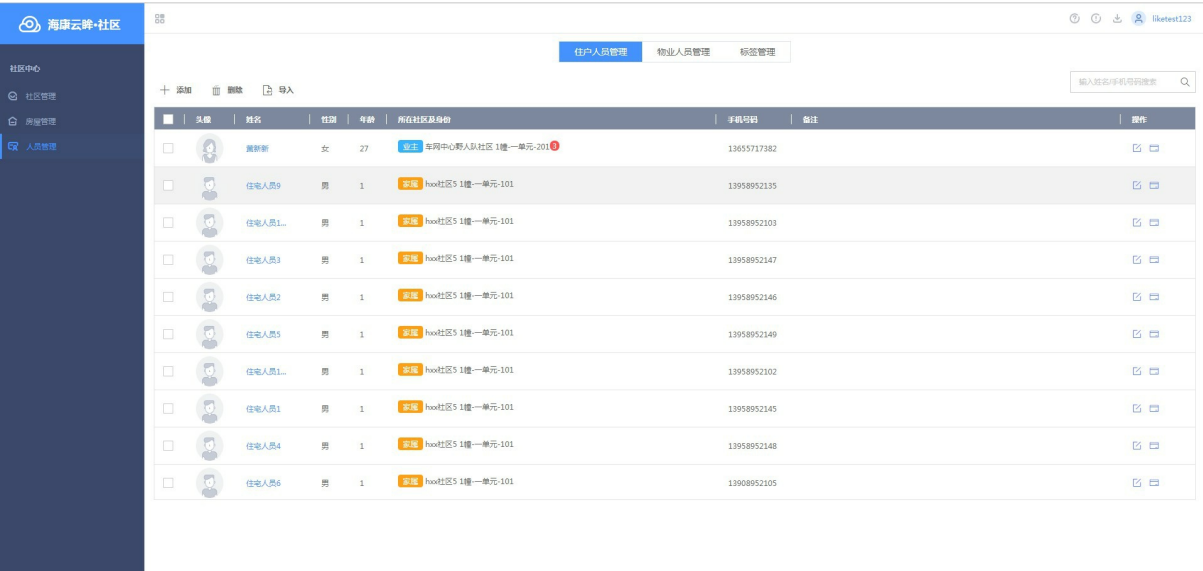 海康云眸·社区
liketest123
社区中心
社区管理
房屋管理
人员管理
住户人员管理 物业人员管理 标签管理
添加 删除 导入 输入姓名/手机号码搜索
头像 姓名 性别 年龄 所在社区及身份 手机号码 备注 操作
黄新新 女 27 业主 车网中心野人队社区 1幢-一单元-201 3 13655717382
住宅人员9 男 1 家属 hxx社区5 1幢-一单元-101 13958952135
住宅人员1... 男 1 家属 hxx社区5 1幢-一单元-101 13958952103
住宅人员3 男 1 家属 hxx社区5 1幢-一单元-101 13958952147
住宅人员2 男 1 家属 hxx社区5 1幢-一单元-101 13958952146
住宅人员5 男 1 家属 hxx社区5 1幢-一单元-101 13958952149
住宅人员1... 男 1 家属 hxx社区5 1幢-一单元-101 13958952102
住宅人员1 男 1 家属 hxx社区5 1幢-一单元-101 13958952145
住宅人员4 男 1 家属 hxx社区5 1幢-一单元-101 13958952148
住宅人员6 男 1 家属 hxx社区5 1幢-一单元-101 13908952105